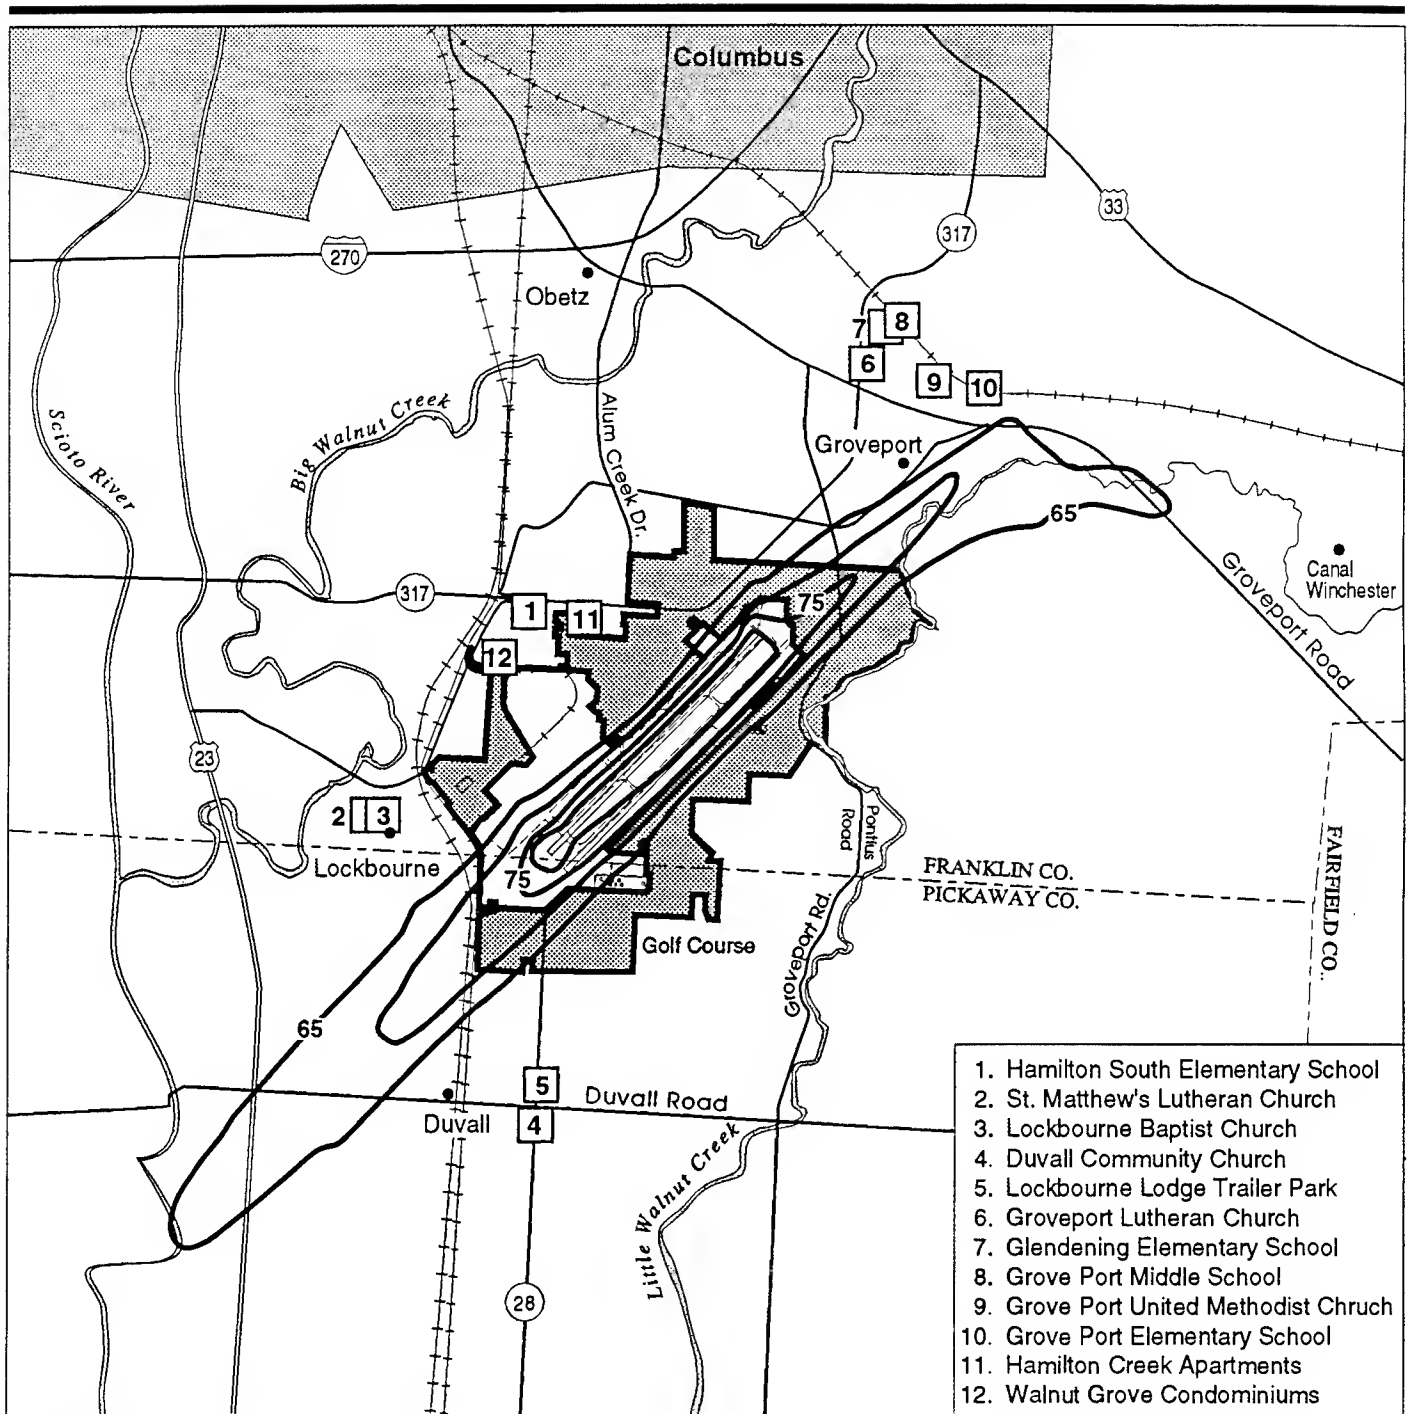 Columbus
33
317
270
Obetz
7
8
6
9
10
Alum Creek Dr.
Big Walnut Creek
Scioto River
Groveport
65
Canal
Winchester
Groveport Road
317
1
11
75
12
23
2
3
Pontius
Road
Lockbourne
75
FRANKLIN CO.
PICKAWAY CO.
FAIRFIELD CO.
Golf Course
Groveport Rd.
65
5
Duvall Road
Duvall
4
Little Walnut Creek
28
1. Hamilton South Elementary School
2. St. Matthew's Lutheran Church
3. Lockbourne Baptist Church
4. Duvall Community Church
5. Lockbourne Lodge Trailer Park
6. Groveport Lutheran Church
7. Glendening Elementary School
8. Grove Port Middle School
9. Grove Port United Methodist Chruch
10. Grove Port Elementary School
11. Hamilton Creek Apartments
12. Walnut Grove Condominiums